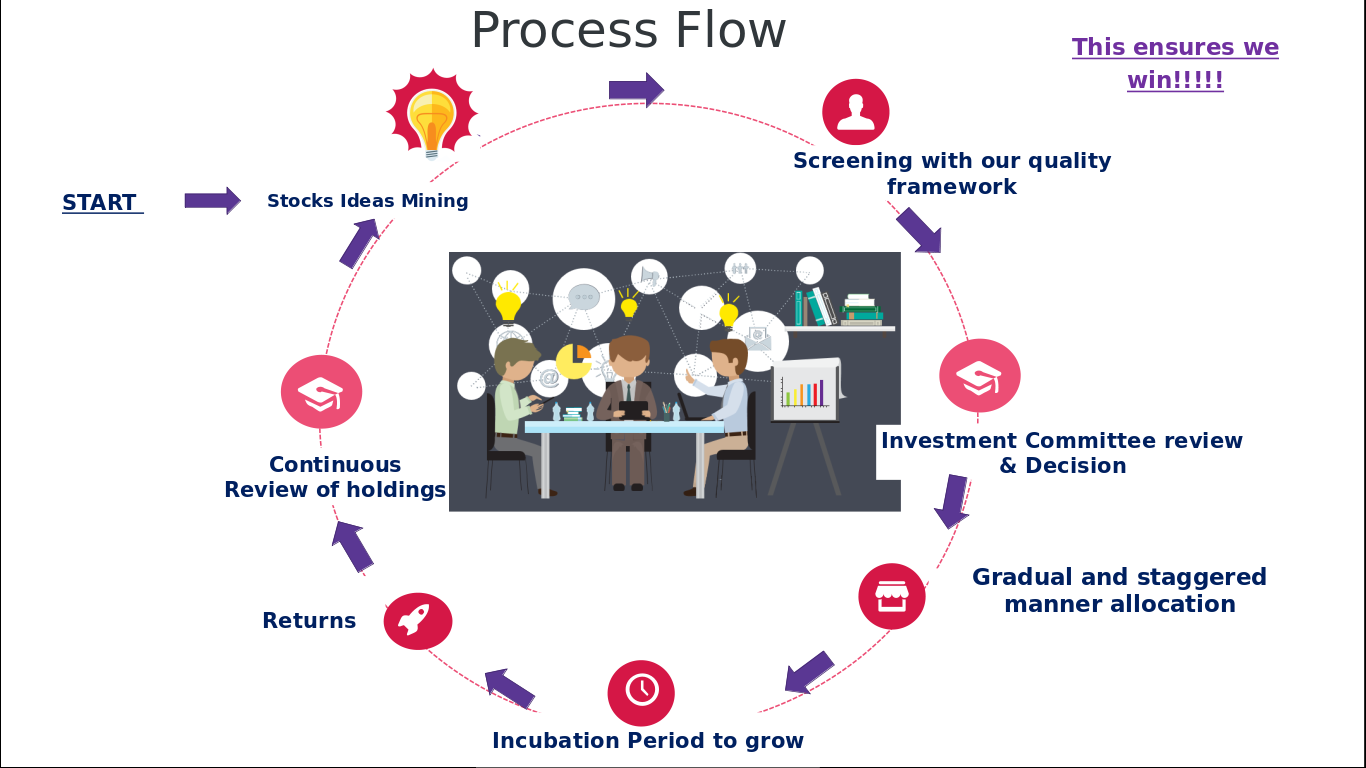 Process Flow
This ensures we
win!!!!!
START
Stocks Ideas Mining
Screening with our quality
framework
Investment Committee review
& Decision
Gradual and staggered
manner allocation
Incubation Period to grow
Returns
Continuous
Review of holdings
@
@